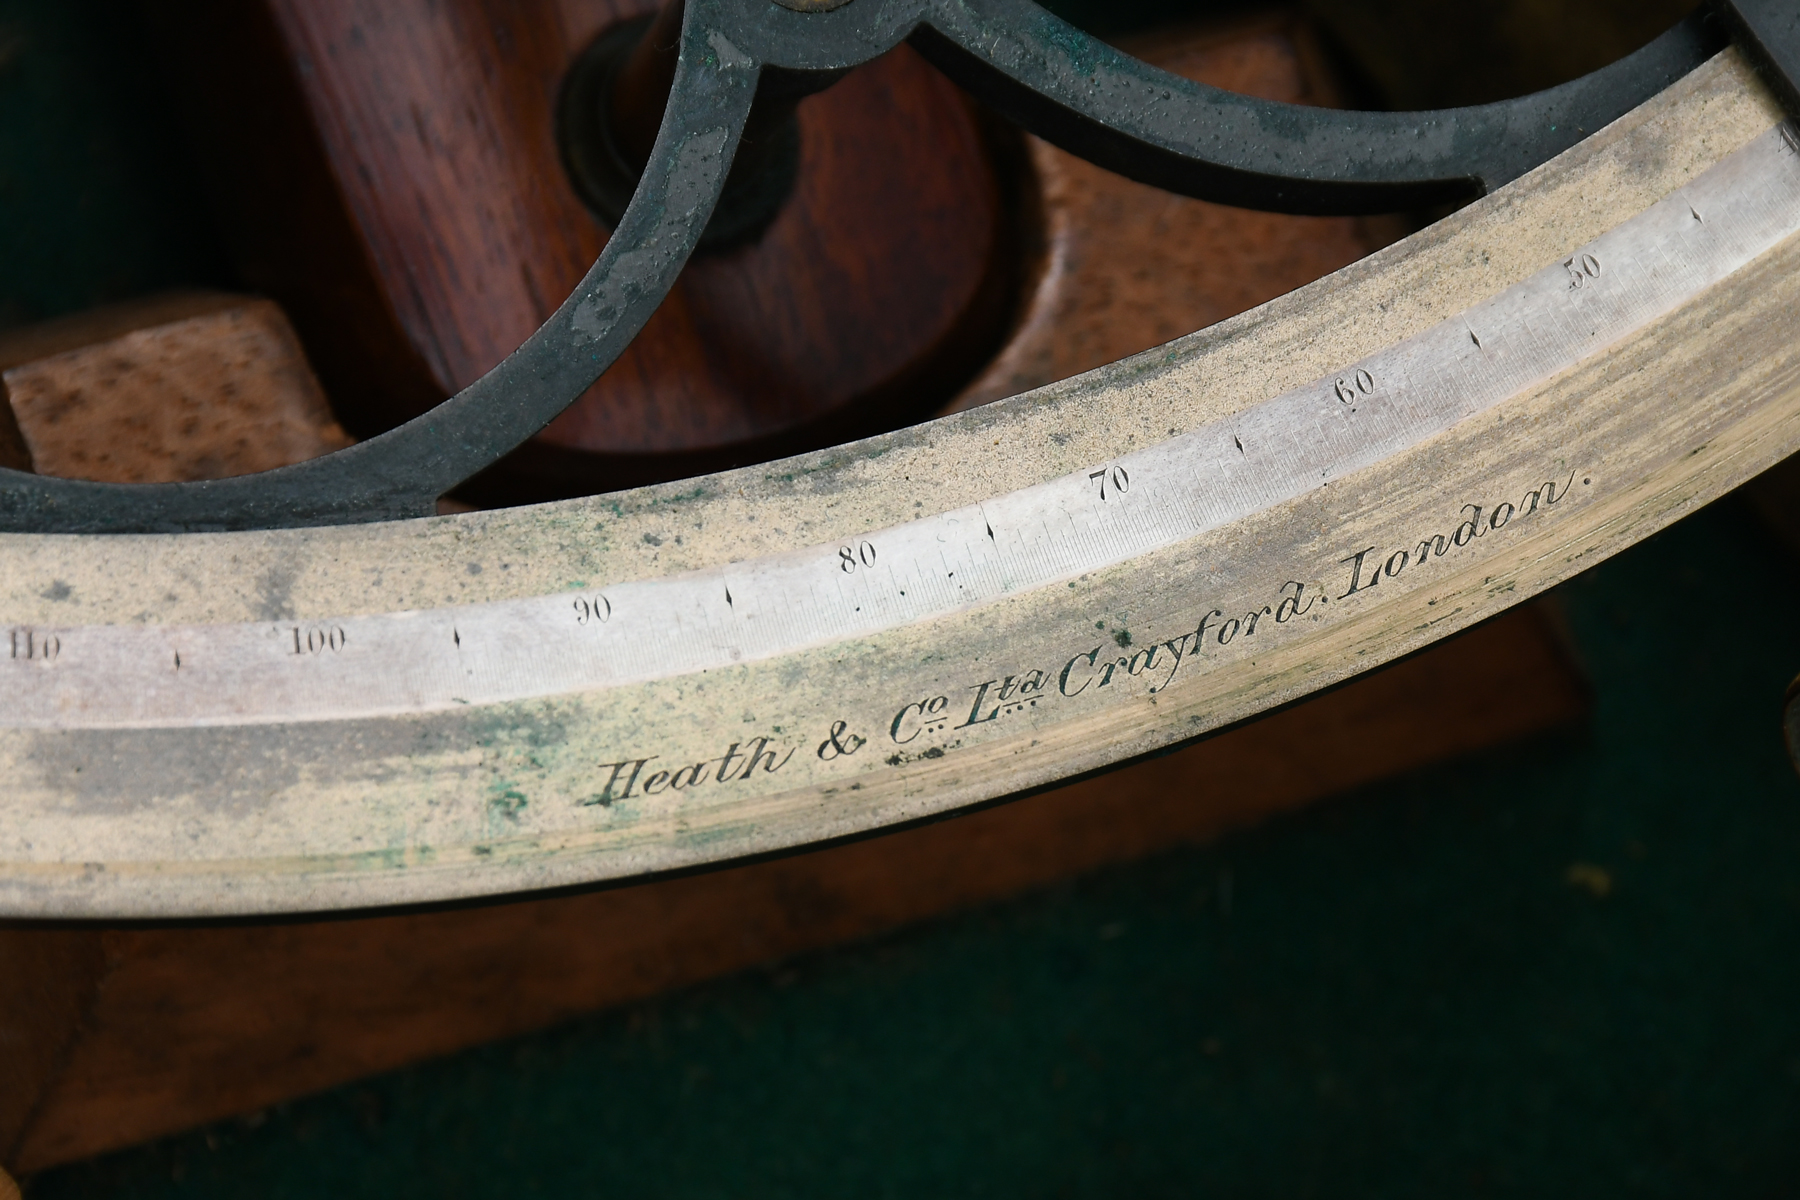 110 100 90 80 70 60 50
Heath & Co Ltd Crayford. London.